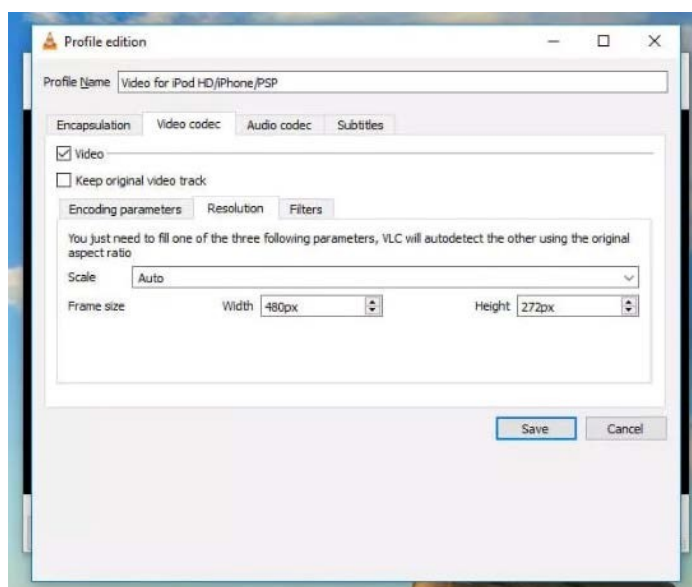 Profile edition
Profile Name Video for iPod HD/iPhone/PSP
Encapsulation Video codec Audio codec Subtitles
Video
Keep original video track
Encoding parameters Resolution Filters
You just need to fill one of the three following parameters, VLC will autodetect the other using the original
aspect ratio
Scale Auto
Frame size Width 480px Height 272px
Save Cancel